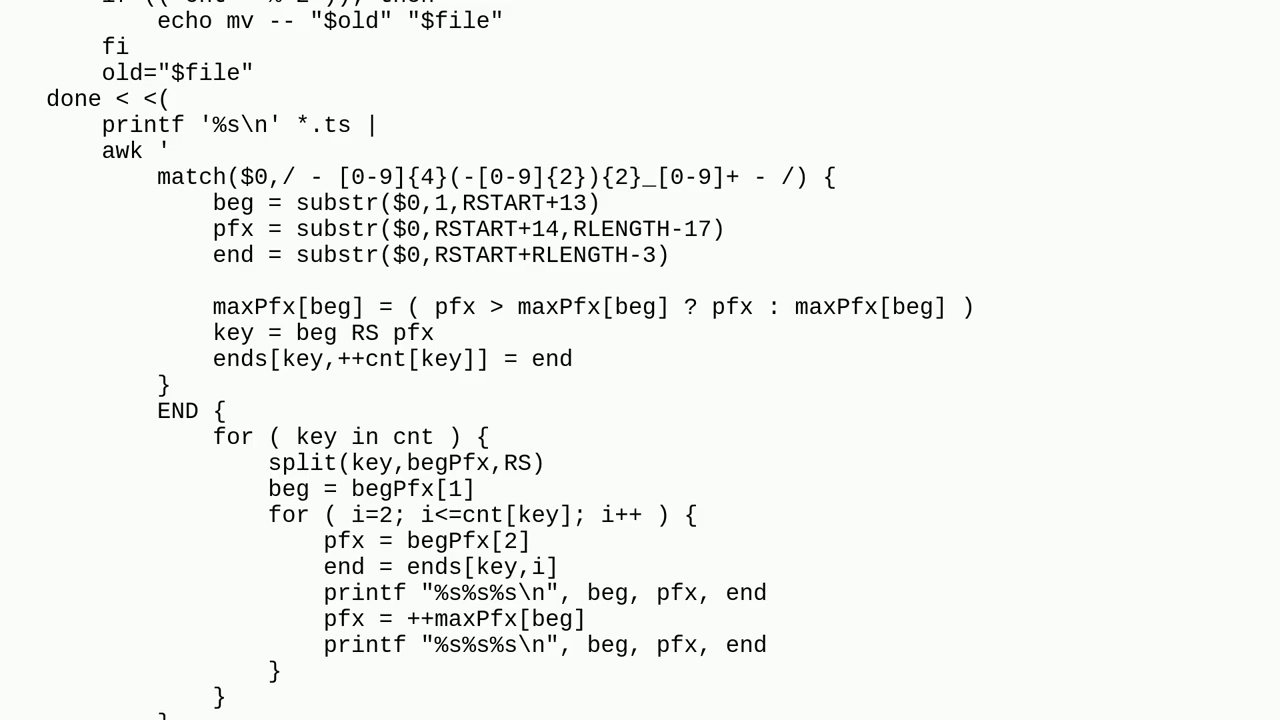 echo mv -- "$old" "$file"
fi
old="$file"
done < <(
printf '%s\n' *.ts |
awk '
match($0,/ - [0-9]{4}(-[0-9]{2}){2}_[0-9]+ - /) {
beg = substr($0,1,RSTART+13)
pfx = substr($0,RSTART+14,RLENGTH-17)
end = substr($0,RSTART+RLENGTH-3)
maxPfx[beg] = ( pfx > maxPfx[beg] ? pfx : maxPfx[beg] )
key = beg RS pfx
ends[key,++cnt[key]] = end
}
END {
for ( key in cnt ) {
split(key,begPfx,RS)
beg = begPfx[1]
for ( i=2; i<=cnt[key]; i++ ) {
pfx = begPfx[2]
end = ends[key,i]
printf "%s%s%s\n", beg, pfx, end
pfx = ++maxPfx[beg]
printf "%s%s%s\n", beg, pfx, end
}
}
}